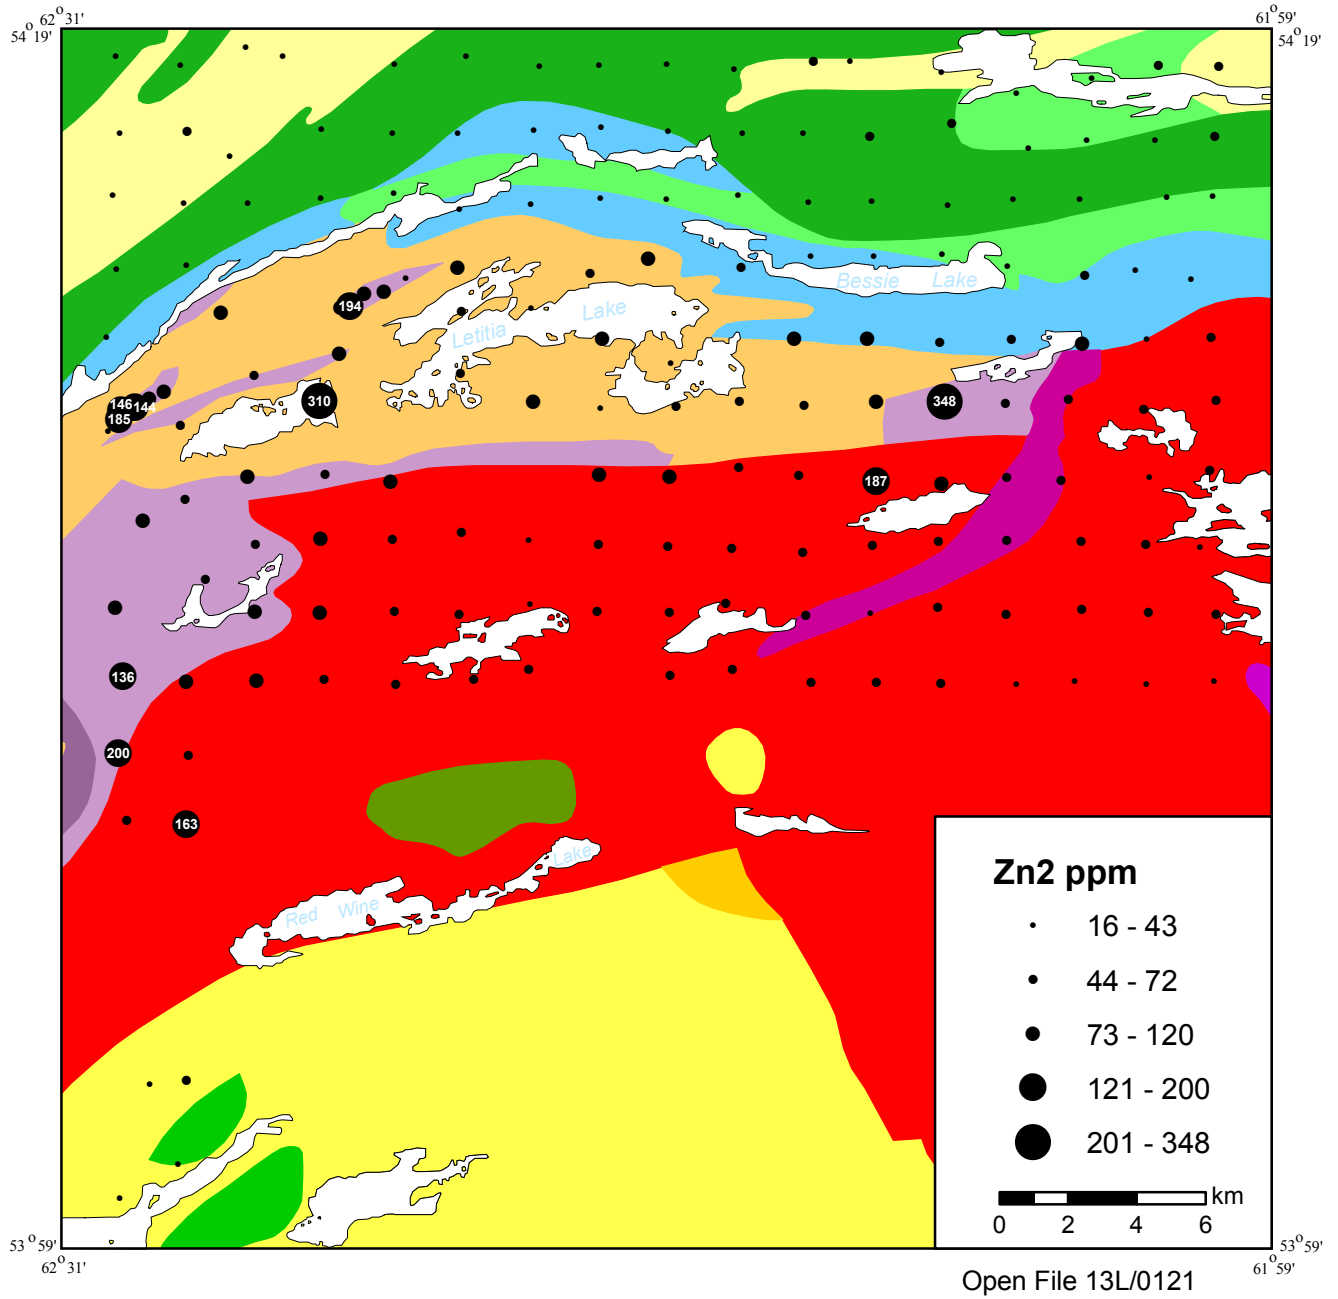 62°31' 61°59'
54°19' 54°19'
Bessie Lake
194
Lake
Letitia
146 144
310
348
185
187
136
200
163
Lake
Red Wine
Zn2 ppm
16 - 43
44 - 72
73 - 120
121 - 200
201 - 348
km
0 2 4 6
53°59' 53°59'
62°31' 61°59'
Open File 13L/0121